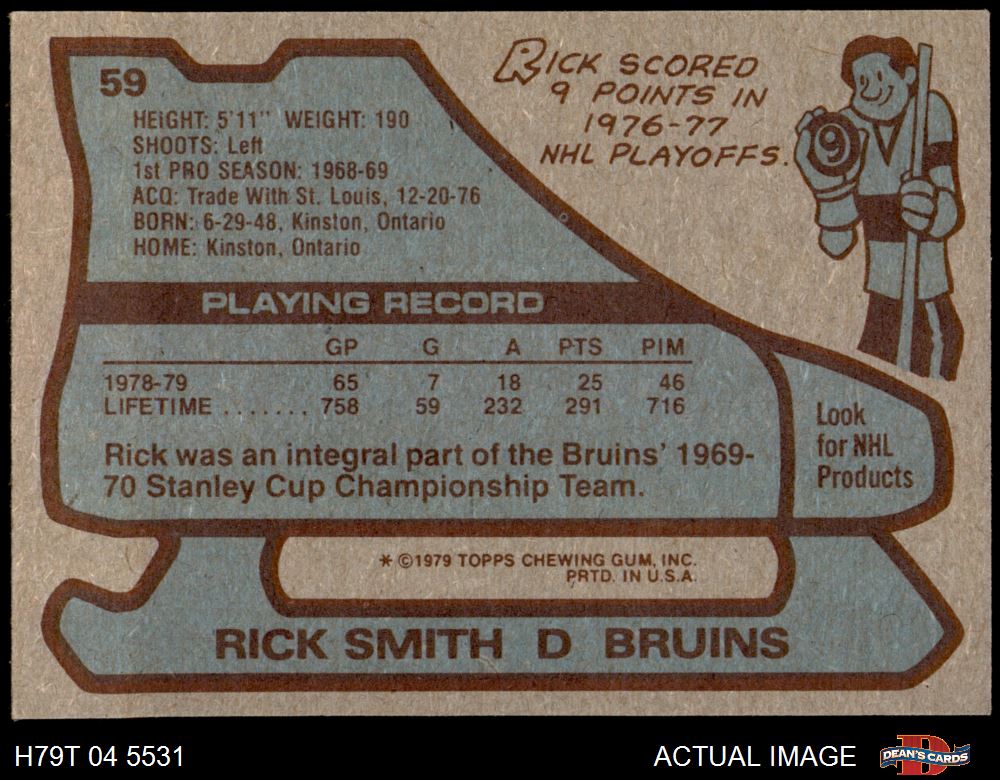 59
HEIGHT: 5'11" WEIGHT: 190
SHOOTS: Left
1st PRO SEASON: 1968-69
ACQ: Trade With St. Louis, 12-20-76
BORN: 6-29-48, Kinston, Ontario
HOME: Kinston, Ontario
RICK SCORED
9 POINTS IN
1976-77
NHL PLAYOFFS.
9
PLAYING RECORD
GP G A PTS PIM
1978-79 65 7 18 25 46
LIFETIME ....... 758 59 232 291 716
Rick was an integral part of the Bruins' 1969-
70 Stanley Cup Championship Team.
Look
for NHL
Products
* ©1979 TOPPS CHEWING GUM, INC.
PRTD. IN U.S.A.
RICK SMITH D BRUINS
H79T 04 5531
ACTUAL IMAGE
D
DEAN'S CARDS